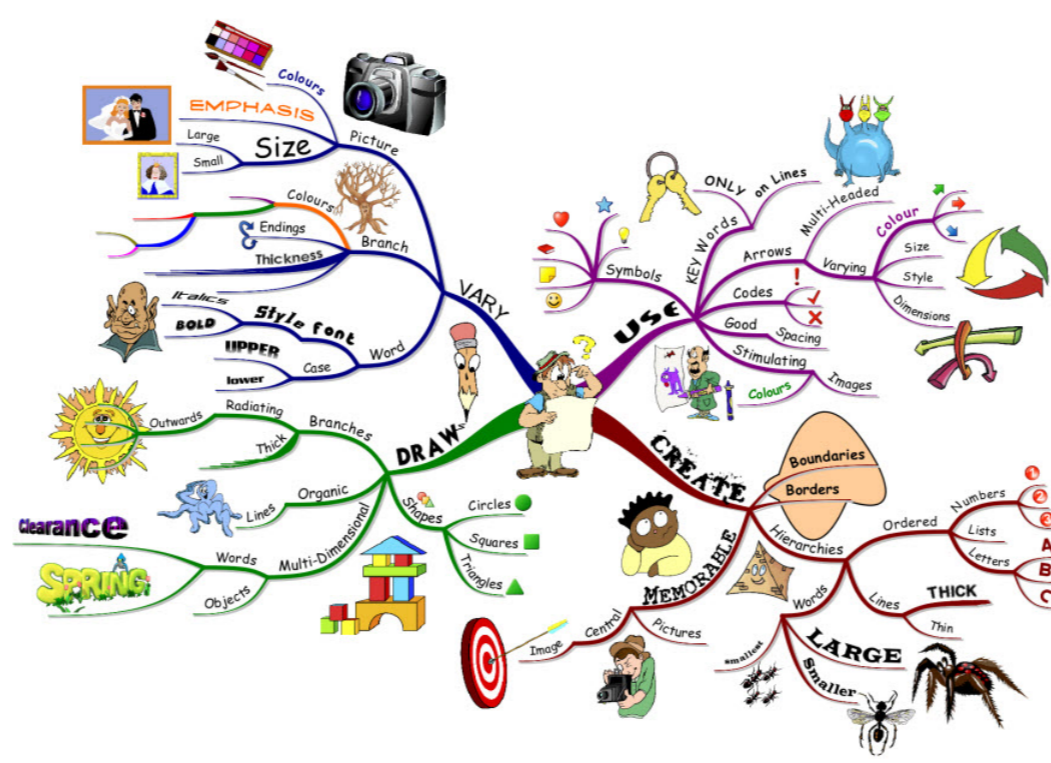 VARY
Picture
Colours
EMPHASIS
Size
Large
Small
Branch
Colours
Endings
Thickness
Word
Style Font
Italics
BOLD
Case
UPPER
lower
USE
Symbols
KEY Words
ONLY
on Lines
Arrows
Multi-Headed
Varying
Colour
Size
Style
Dimensions
Codes
!
Good
Spacing
Stimulating
Colours
Images
?
DRAW
Branches
Radiating
Outwards
Thick
Organic
Lines
Multi-Dimensional
Words
Clearance
SPRING
Objects
Shapes
Circles
Squares
Triangles
CREATE
Boundaries
Borders
Hierarchies
Ordered
Numbers
1
2
3
Lists
Letters
A
B
C
Lines
THICK
Thin
Words
LARGE
Smaller
smallest
MEMORABLE
Pictures
Central
Image